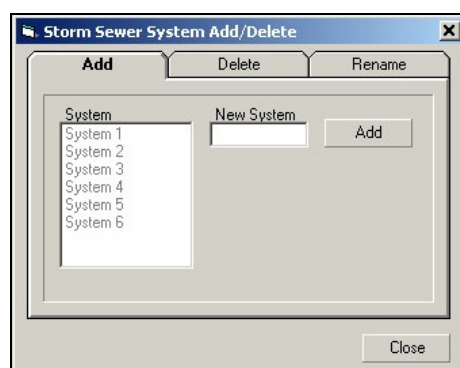 Storm Sewer System Add/Delete
Add Delete Rename
System New System
System 1
System 2
System 3
System 4
System 5
System 6
Add
Close